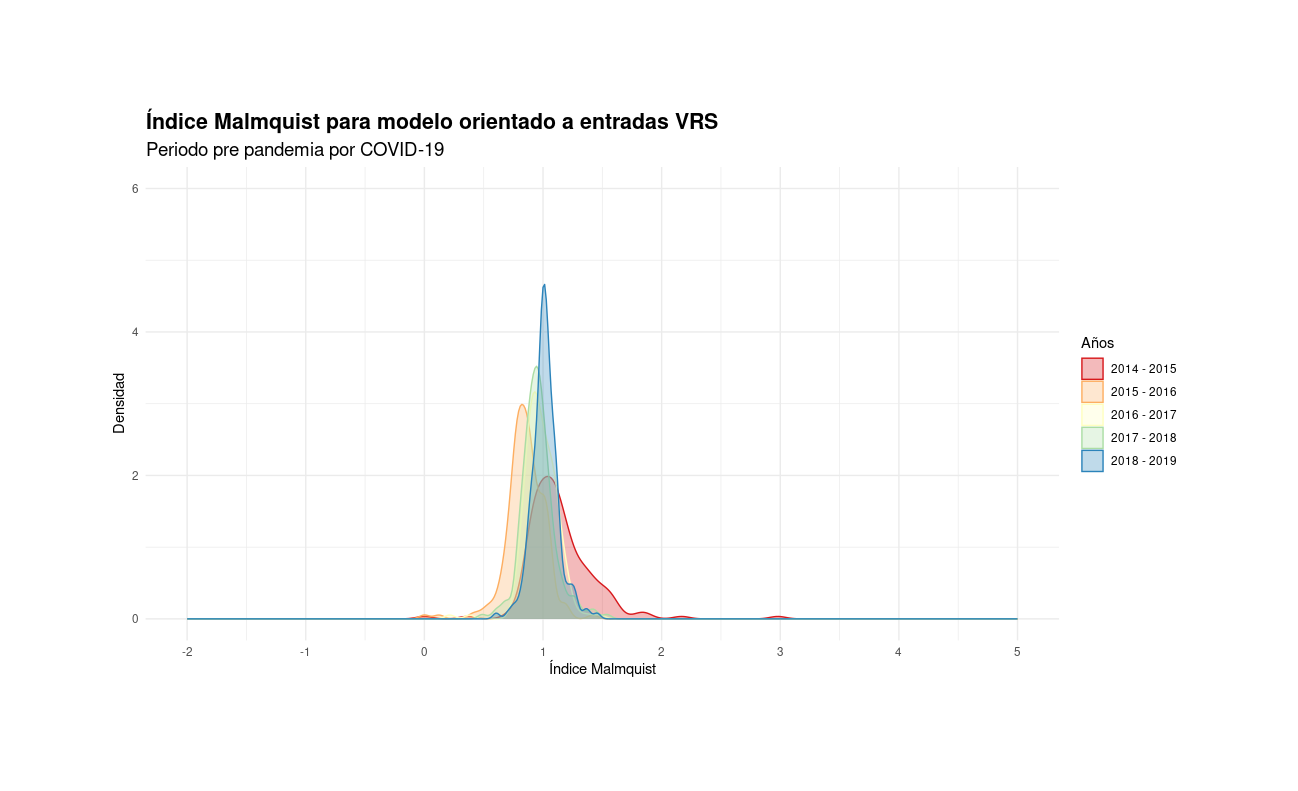 Índice Malmquist para modelo orientado a entradas VRS
Periodo pre pandemia por COVID-19
6
4
2
0
Densidad
-2
-1
0
1
2
3
4
5
Índice Malmquist
Años
2014 - 2015
2015 - 2016
2016 - 2017
2017 - 2018
2018 - 2019